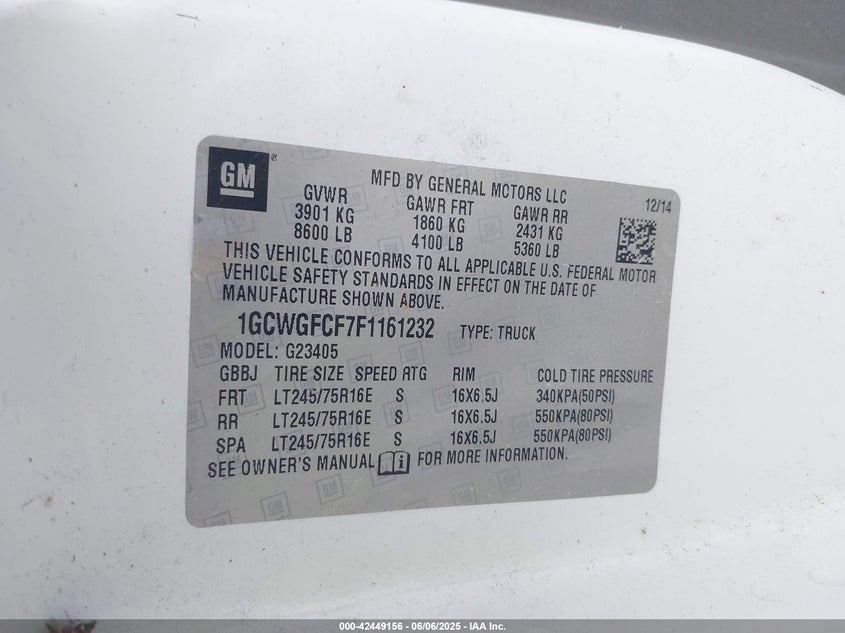 GM®
MFD BY GENERAL MOTORS LLC
12/14
GVWR GAWR FRT GAWR RR
3901 KG 1860 KG 2431 KG
8600 LB 4100 LB 5360 LB
THIS VEHICLE CONFORMS TO ALL APPLICABLE U.S. FEDERAL MOTOR
VEHICLE SAFETY STANDARDS IN EFFECT ON THE DATE OF
MANUFACTURE SHOWN ABOVE.
1GCWGFCF7F1161232 TYPE: TRUCK
MODEL: G23405
GBBJ TIRE SIZE SPEED RTG RIM COLD TIRE PRESSURE
FRT LT245/75R16E S 16X6.5J 340KPA(50PSI)
RR LT245/75R16E S 16X6.5J 550KPA(80PSI)
SPA LT245/75R16E S 16X6.5J 550KPA(80PSI)
SEE OWNER'S MANUAL FOR MORE INFORMATION.
000-42449156 - 06/06/2025 - IAA Inc.